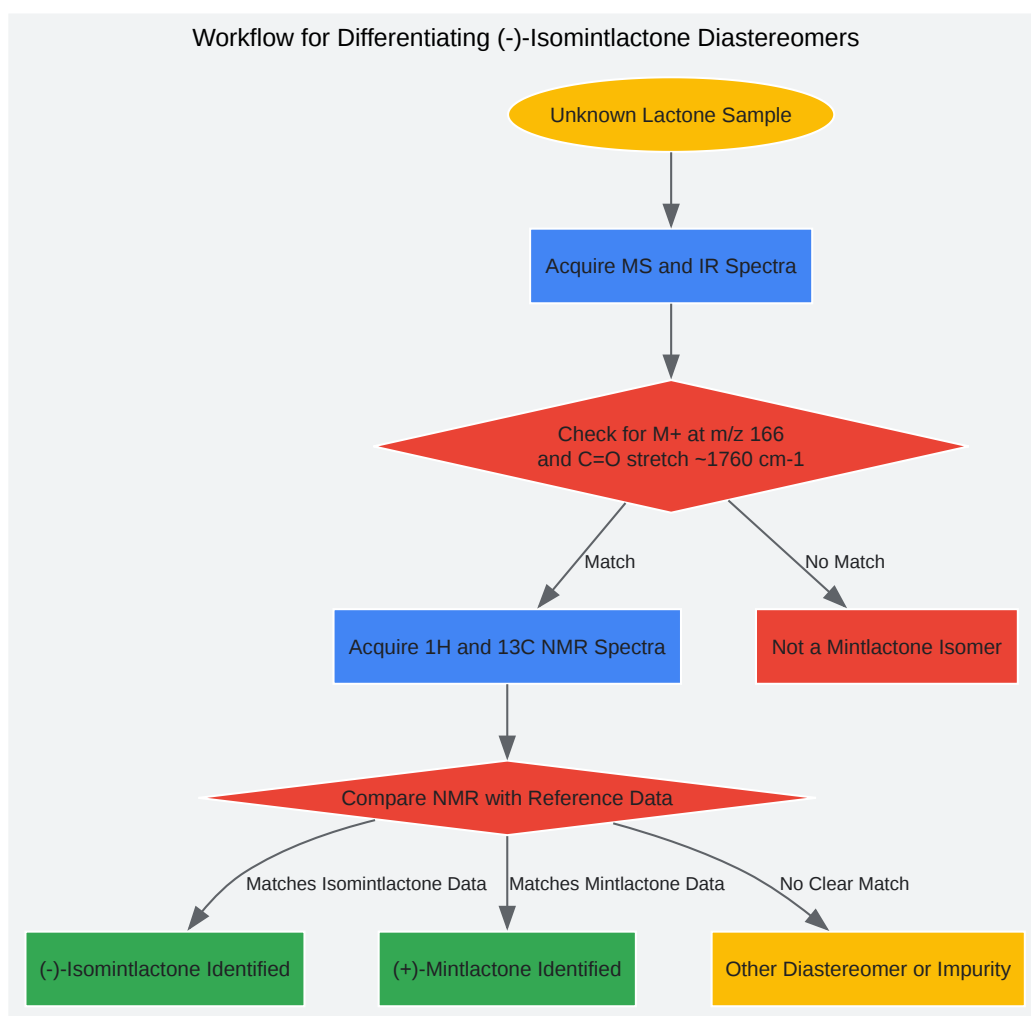 Workflow for Differentiating (-)-Isomintlactone Diastereomers
Unknown Lactone Sample
Acquire MS and IR Spectra
Check for M+ at m/z 166
and C=O stretch ~1760 cm-1
Match
No Match
Acquire 1H and 13C NMR Spectra
Not a Mintlactone Isomer
Compare NMR with Reference Data
Matches Isomintlactone Data
Matches Mintlactone Data
No Clear Match
(-)-Isomintlactone Identified
(+)-Mintlactone Identified
Other Diastereomer or Impurity